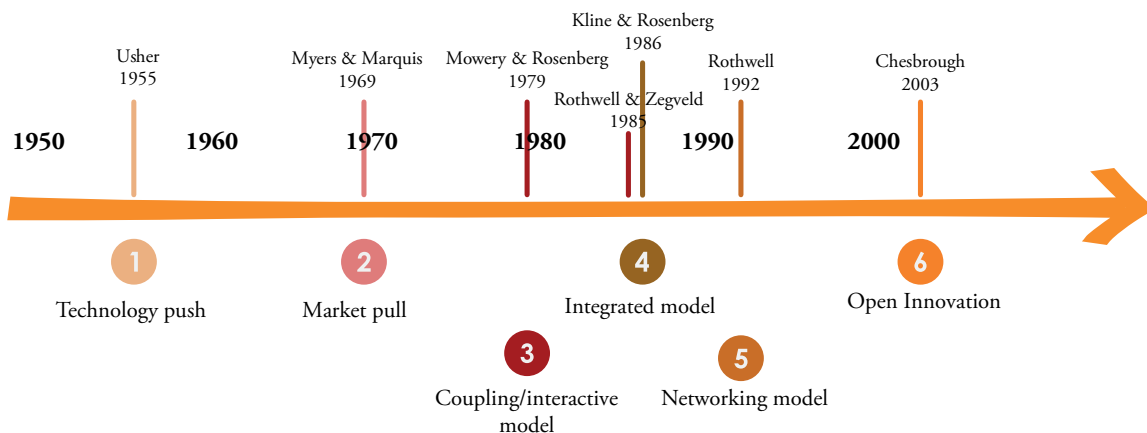 Kline & Rosenberg
1986
Usher
1955
Myers & Marquis
1969
Mowery & Rosenberg
1979
Rothwell
1992
Chesbrough
2003
Rothwell & Zegveld
1985
1950
1960
1970
1980
1990
2000
1
2
4
6
Technology push
Market pull
Integrated model
Open Innovation
3
5
Coupling/interactive
model
Networking model